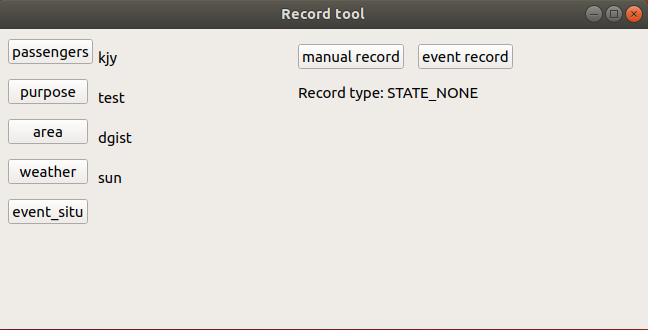 Record tool
passengers kjy
manual record event record
purpose test
Record type: STATE_NONE
area dgist
weather sun
event_situ